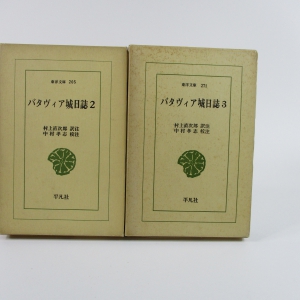 東洋文庫 205
バタヴィア城日誌 2
村上直次郎 訳注
中村孝志 校注
平凡社
東洋文庫 271
バタヴィア城日誌 3
村上直次郎 訳注
中村孝志 校注
平凡社